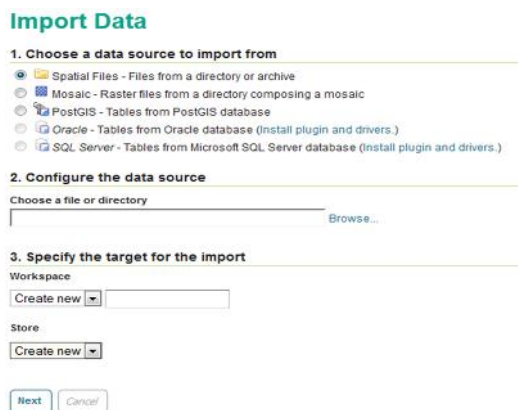 Import Data
1. Choose a data source to import from
Spatial Files - Files from a directory or archive
Mosaic - Raster files from a directory composing a mosaic
PostGIS - Tables from PostGIS database
Oracle - Tables from Oracle database (Install plugin and drivers.)
SQL Server - Tables from Microsoft SQL Server database (Install plugin and drivers.)
2. Configure the data source
Choose a file or directory
Browse...
3. Specify the target for the import
Workspace
Create new
Store
Create new
Next Cancel